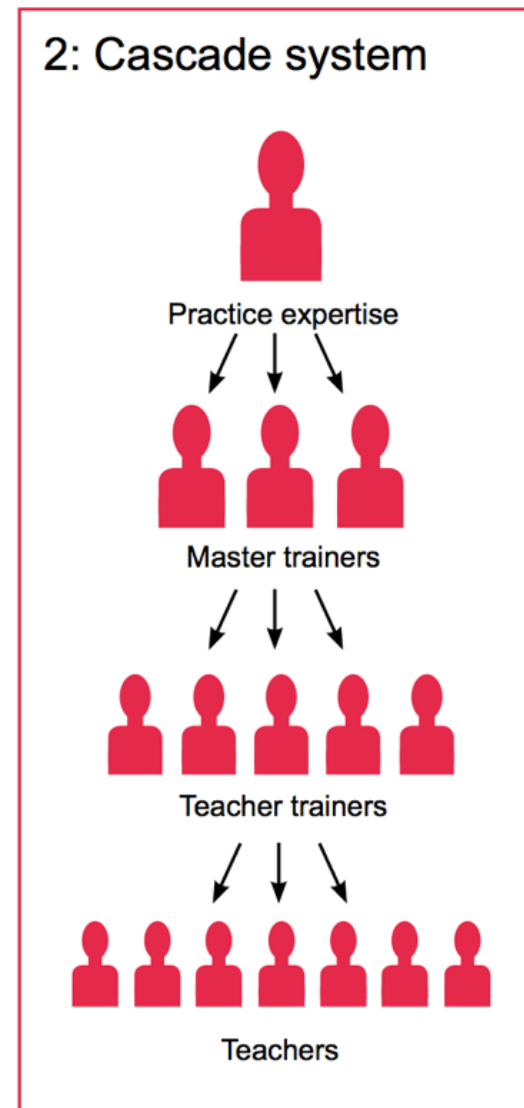 2: Cascade system
Practice expertise
Master trainers
Teacher trainers
Teachers